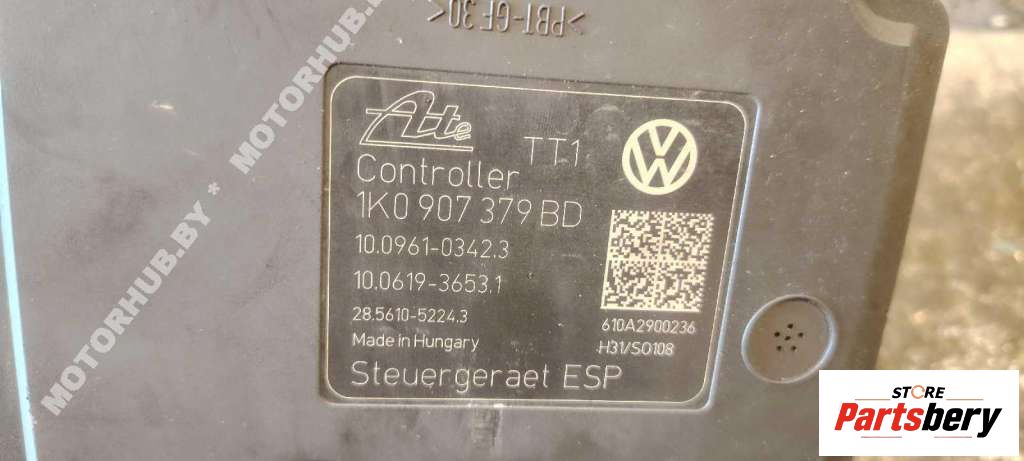 >PBT-GF30<
Ate
TT1
Controller
1K0 907 379 BD
10.0961-0342.3
10.0619-3653.1
28.5610-5224.3
Made in Hungary
Steuergeraet ESP
VW
610A2900236
H31/S0108
MOTORHUB.BY * MOTORHUB.BY
STORE
Partsbery